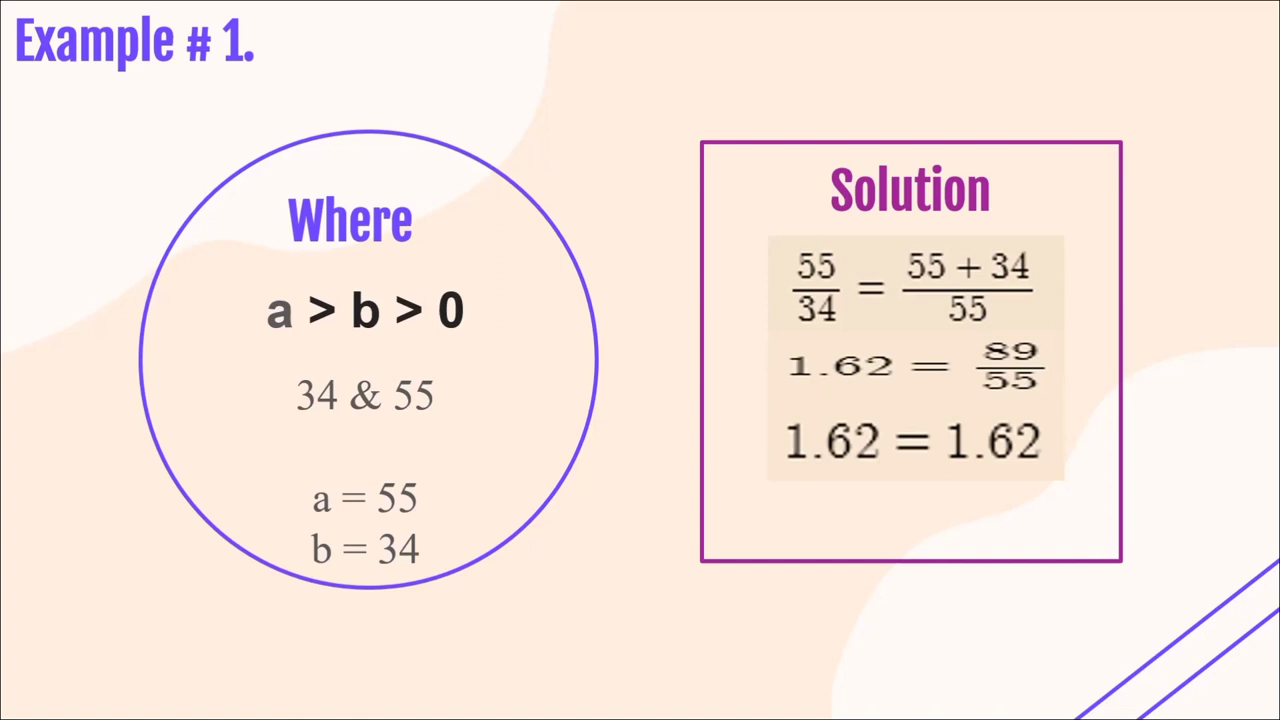 Example # 1.
Where
a > b > 0
34 & 55
a = 55
b = 34
Solution
55/34 = (55 + 34)/55
1.62 = 89/55
1.62 = 1.62